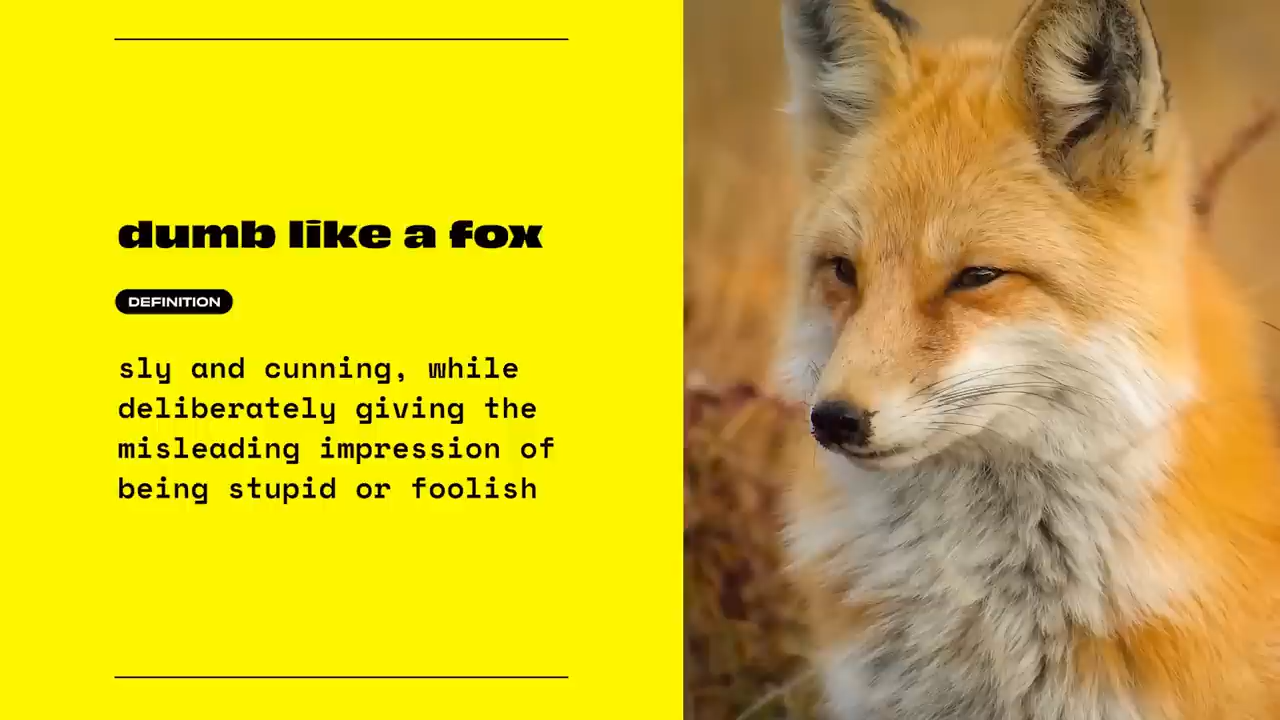 dumb like a fox
DEFINITION
sly and cunning, while
deliberately giving the
misleading impression of
being stupid or foolish